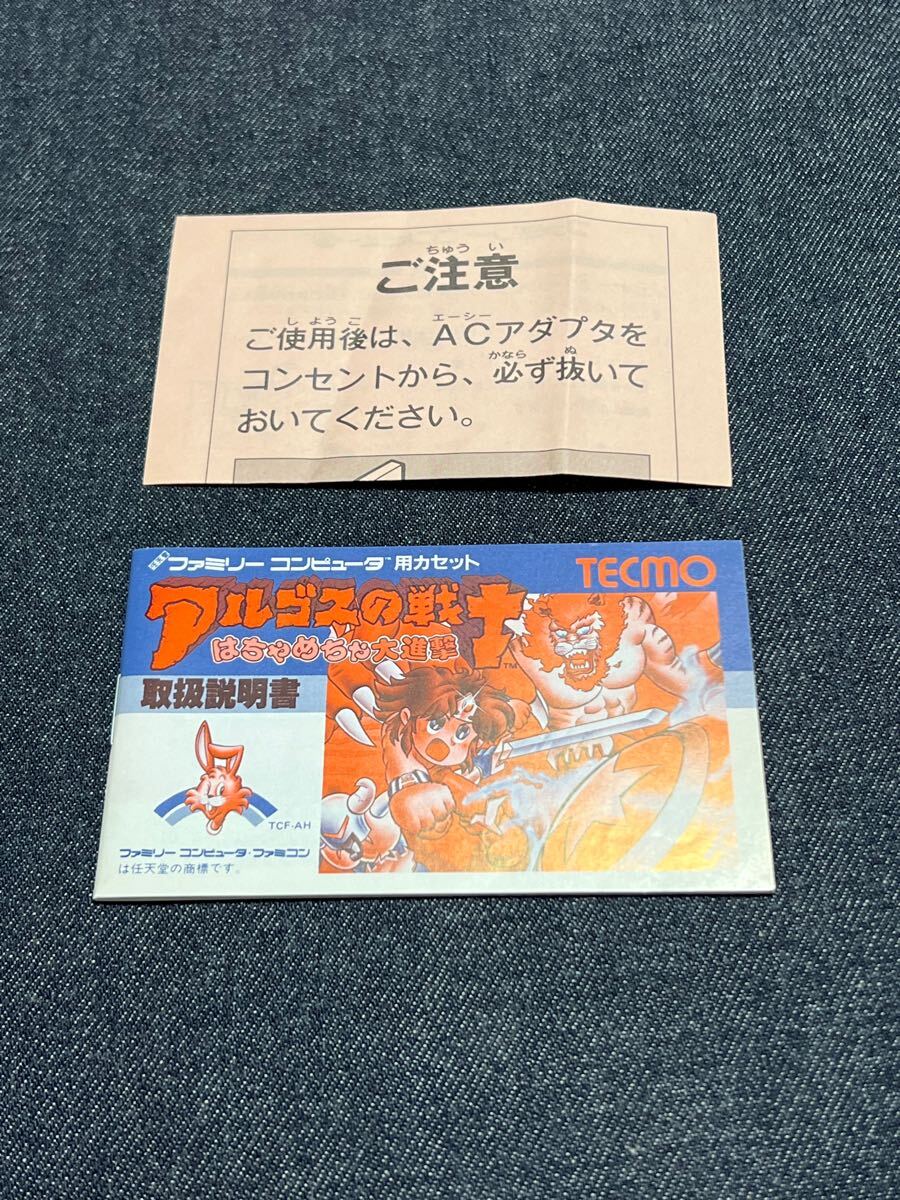 ちゅう い
ご注意
し よう ご
ご使用後は、
エーシー
ACアダプタを
コンセントから、
かなら ぬ
必ず抜いて
おいてください。
ファミリー コンピュータ™用カセット
TECMO
アルゴスの戦士
はちゃめちゃ大進撃
TM
取扱説明書
TCF-AH
ファミリー コンピュータ・ファミコン
は任天堂の商標です。